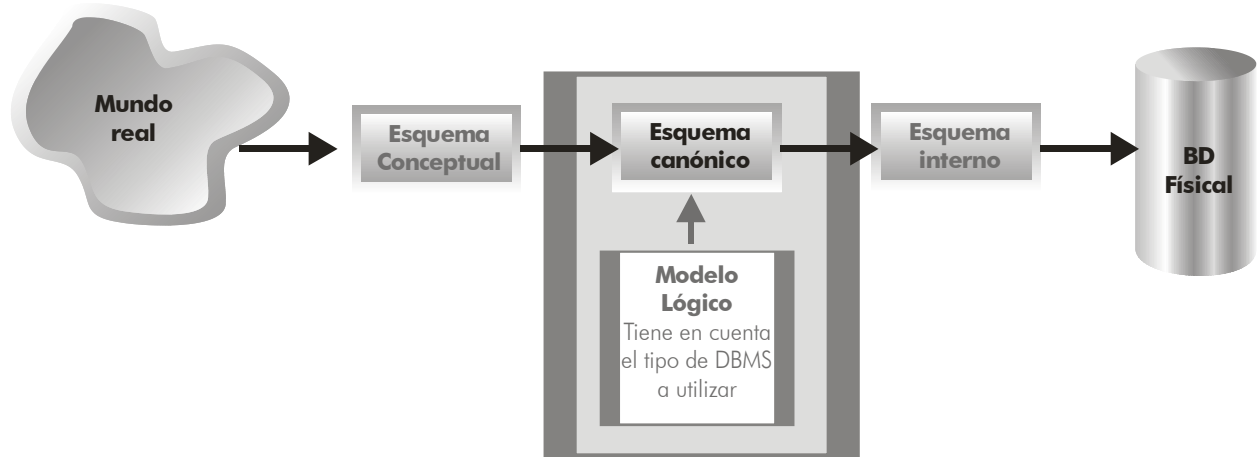 Mundo
real
Esquema
Conceptual
Esquema
canónico
Modelo
Lógico
Tiene en cuenta
el tipo de DBMS
a utilizar
Esquema
interno
BD
Físical